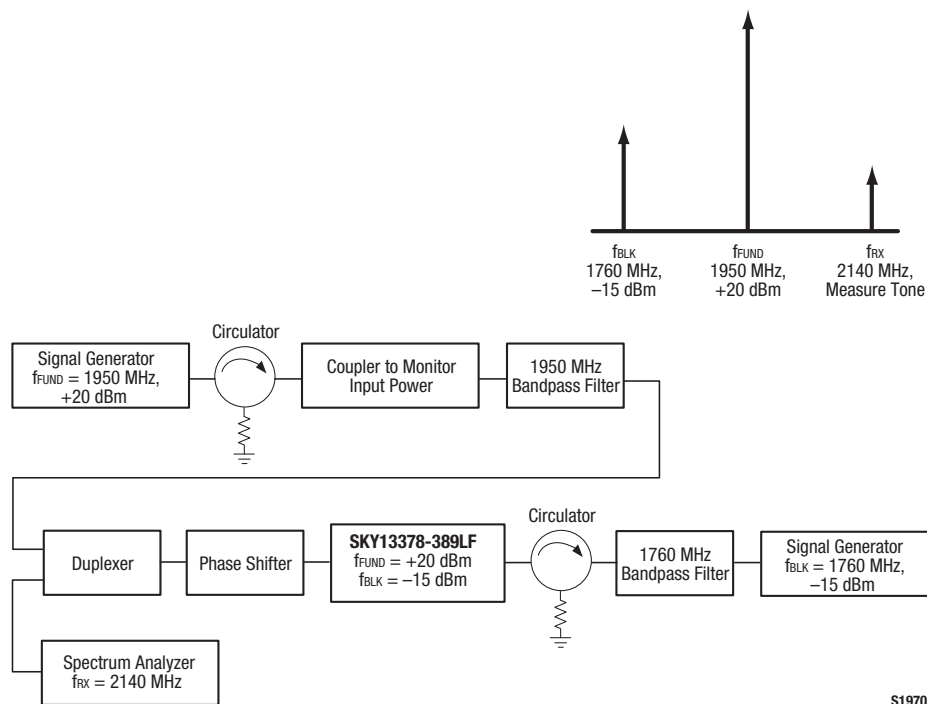 fBLK
1760 MHz,
–15 dBm
fFUND
1950 MHz,
+20 dBm
fRX
2140 MHz,
Measure Tone
Signal Generator
fFUND = 1950 MHz,
+20 dBm
Circulator
Coupler to Monitor
Input Power
1950 MHz
Bandpass Filter
Duplexer
Phase Shifter
SKY13378-389LF
fFUND = +20 dBm
fBLK = –15 dBm
Circulator
1760 MHz
Bandpass Filter
Signal Generator
fBLK = 1760 MHz,
–15 dBm
Spectrum Analyzer
fRX = 2140 MHz
S1970